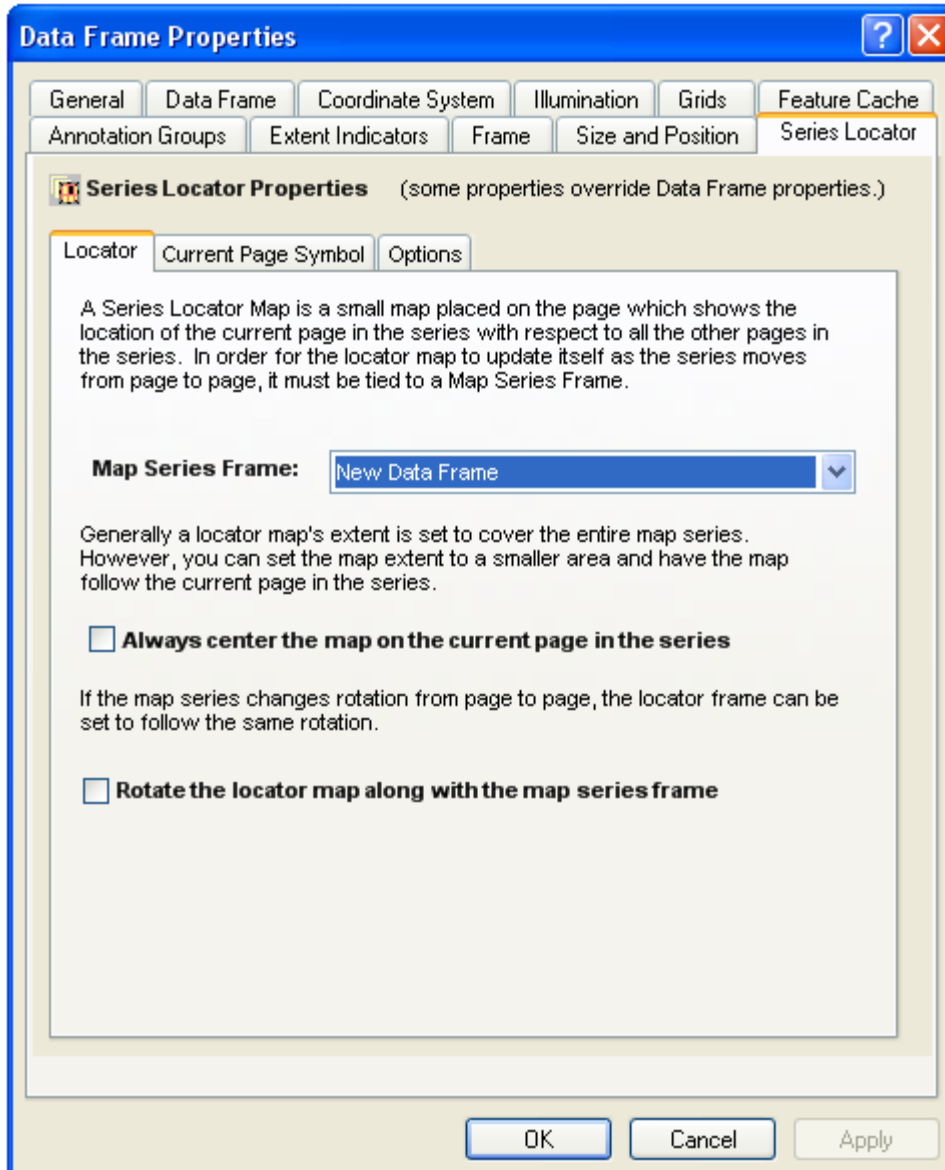 Data Frame Properties
General Data Frame Coordinate System Illumination Grids Feature Cache
Annotation Groups Extent Indicators Frame Size and Position Series Locator
Series Locator Properties (some properties override Data Frame properties.)
Locator Current Page Symbol Options
A Series Locator Map is a small map placed on the page which shows the
location of the current page in the series with respect to all the other pages in
the series. In order for the locator map to update itself as the series moves
from page to page, it must be tied to a Map Series Frame.
Map Series Frame: New Data Frame
Generally a locator map's extent is set to cover the entire map series.
However, you can set the map extent to a smaller area and have the map
follow the current page in the series.
Always center the map on the current page in the series
If the map series changes rotation from page to page, the locator frame can be
set to follow the same rotation.
Rotate the locator map along with the map series frame
OK Cancel Apply